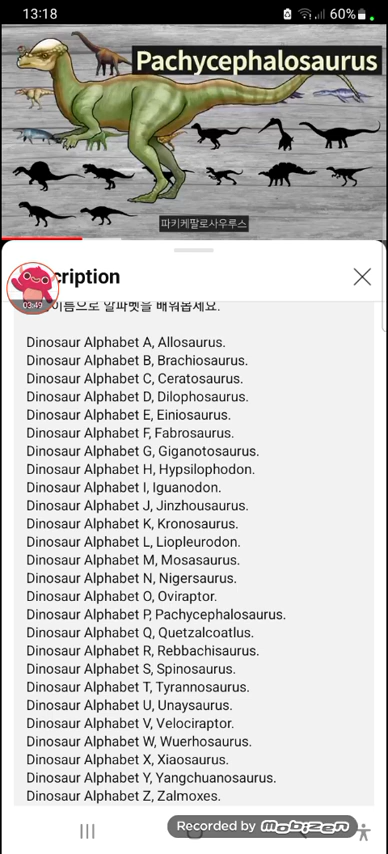 13:18
60%
Pachycephalosaurus
파키케팔로사우루스
cription
03:49
이름으로 알파벳을 배워봅세요.
Dinosaur Alphabet A, Allosaurus.
Dinosaur Alphabet B, Brachiosaurus.
Dinosaur Alphabet C, Ceratosaurus.
Dinosaur Alphabet D, Dilophosaurus.
Dinosaur Alphabet E, Einiosaurus.
Dinosaur Alphabet F, Fabrosaurus.
Dinosaur Alphabet G, Giganotosaurus.
Dinosaur Alphabet H, Hypsilophodon.
Dinosaur Alphabet I, Iguanodon.
Dinosaur Alphabet J, Jinzhousaurus.
Dinosaur Alphabet K, Kronosaurus.
Dinosaur Alphabet L, Liopleurodon.
Dinosaur Alphabet M, Mosasaurus.
Dinosaur Alphabet N, Nigersaurus.
Dinosaur Alphabet O, Oviraptor.
Dinosaur Alphabet P, Pachycephalosaurus.
Dinosaur Alphabet Q, Quetzalcoatlus.
Dinosaur Alphabet R, Rebbachisaurus.
Dinosaur Alphabet S, Spinosaurus.
Dinosaur Alphabet T, Tyrannosaurus.
Dinosaur Alphabet U, Unaysaurus.
Dinosaur Alphabet V, Velociraptor.
Dinosaur Alphabet W, Wuerhosaurus.
Dinosaur Alphabet X, Xiaosaurus.
Dinosaur Alphabet Y, Yangchuanosaurus.
Dinosaur Alphabet Z, Zalmoxes.
Recorded by Mobizen